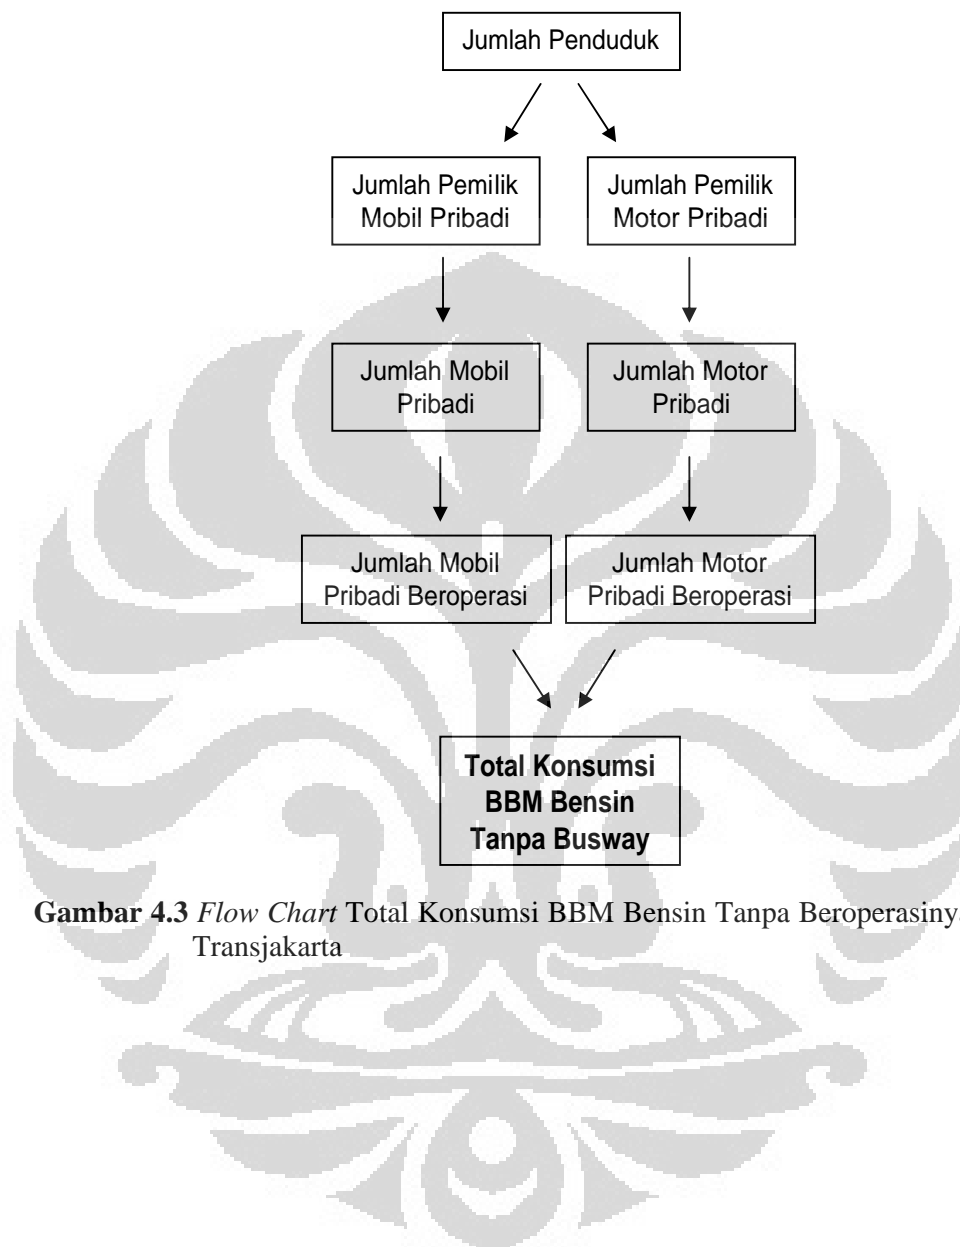 Jumlah Penduduk
Jumlah Pemilik
Mobil Pribadi
Jumlah Pemilik
Motor Pribadi
Jumlah Mobil
Pribadi
Jumlah Motor
Pribadi
Jumlah Mobil
Pribadi Beroperasi
Jumlah Motor
Pribadi Beroperasi
Total Konsumsi
BBM Bensin
Tanpa Busway
Gambar 4.3 Flow Chart Total Konsumsi BBM Bensin Tanpa Beroperasinya
Transjakarta